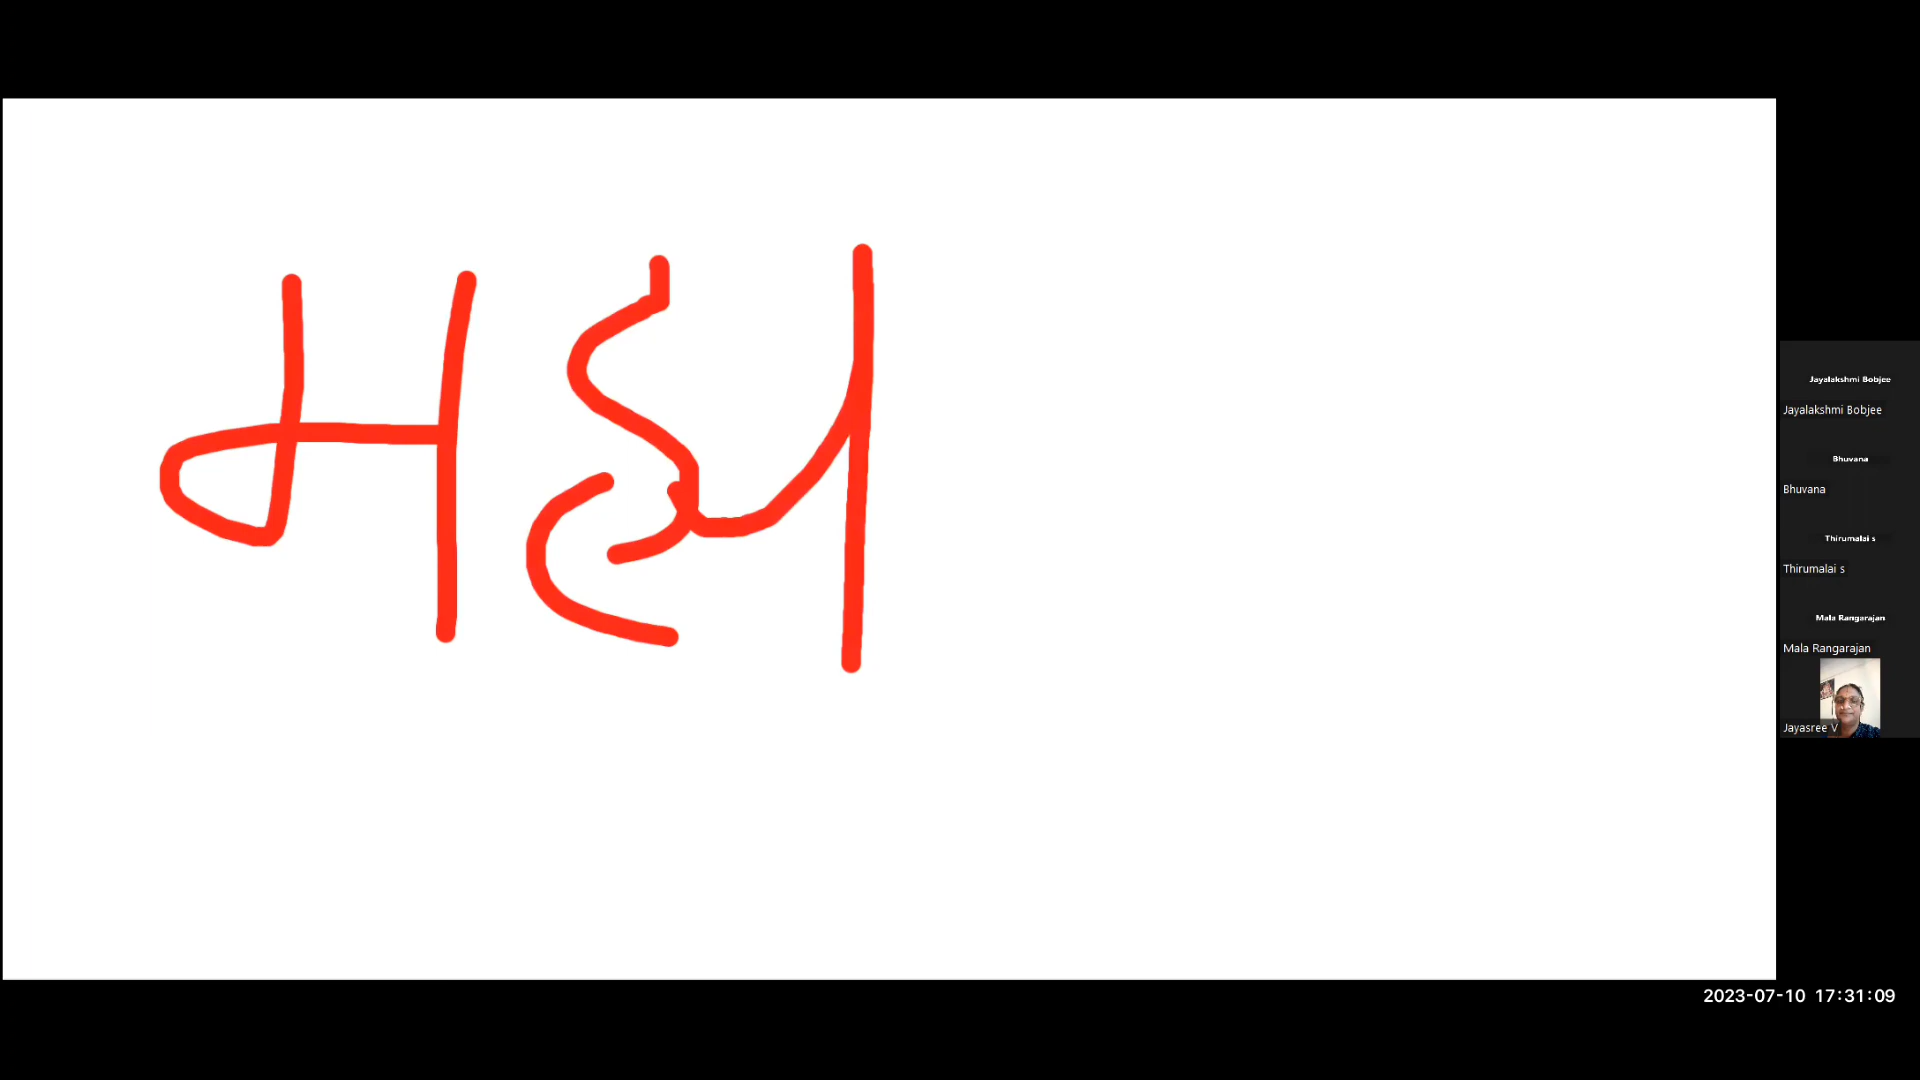 मह्य
Jayalakshmi Bobjee
Jayalakshmi Bobjee
Bhuvana
Bhuvana
Thirumalai s
Thirumalai s
Mala Rangarajan
Mala Rangarajan
Jayasree V
2023-07-10 17:31:09